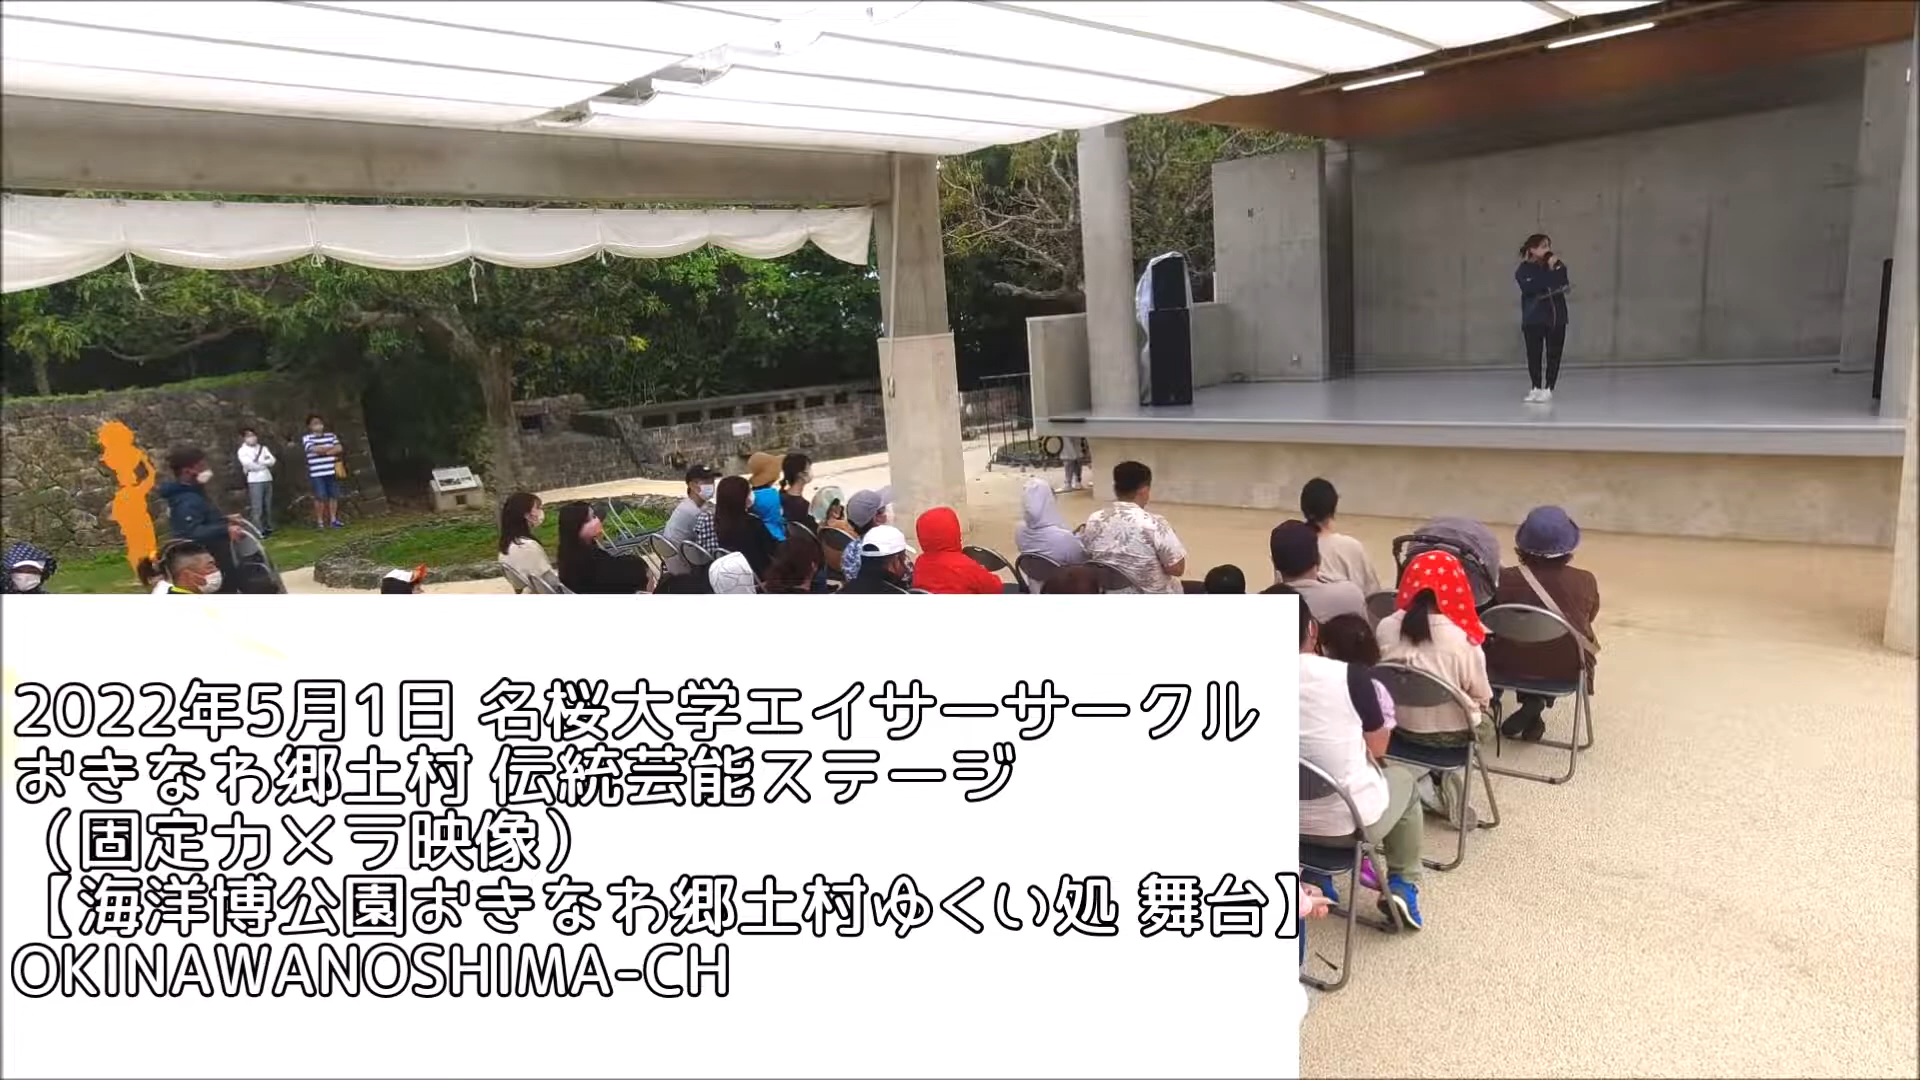 2022年5月1日 名桜大学エイサーサークル
おきなわ郷土村 伝統芸能ステージ
（固定カメラ映像）
【海洋博公園おきなわ郷土村ゆくい処 舞台】
OKINAWANOSHIMA-CH